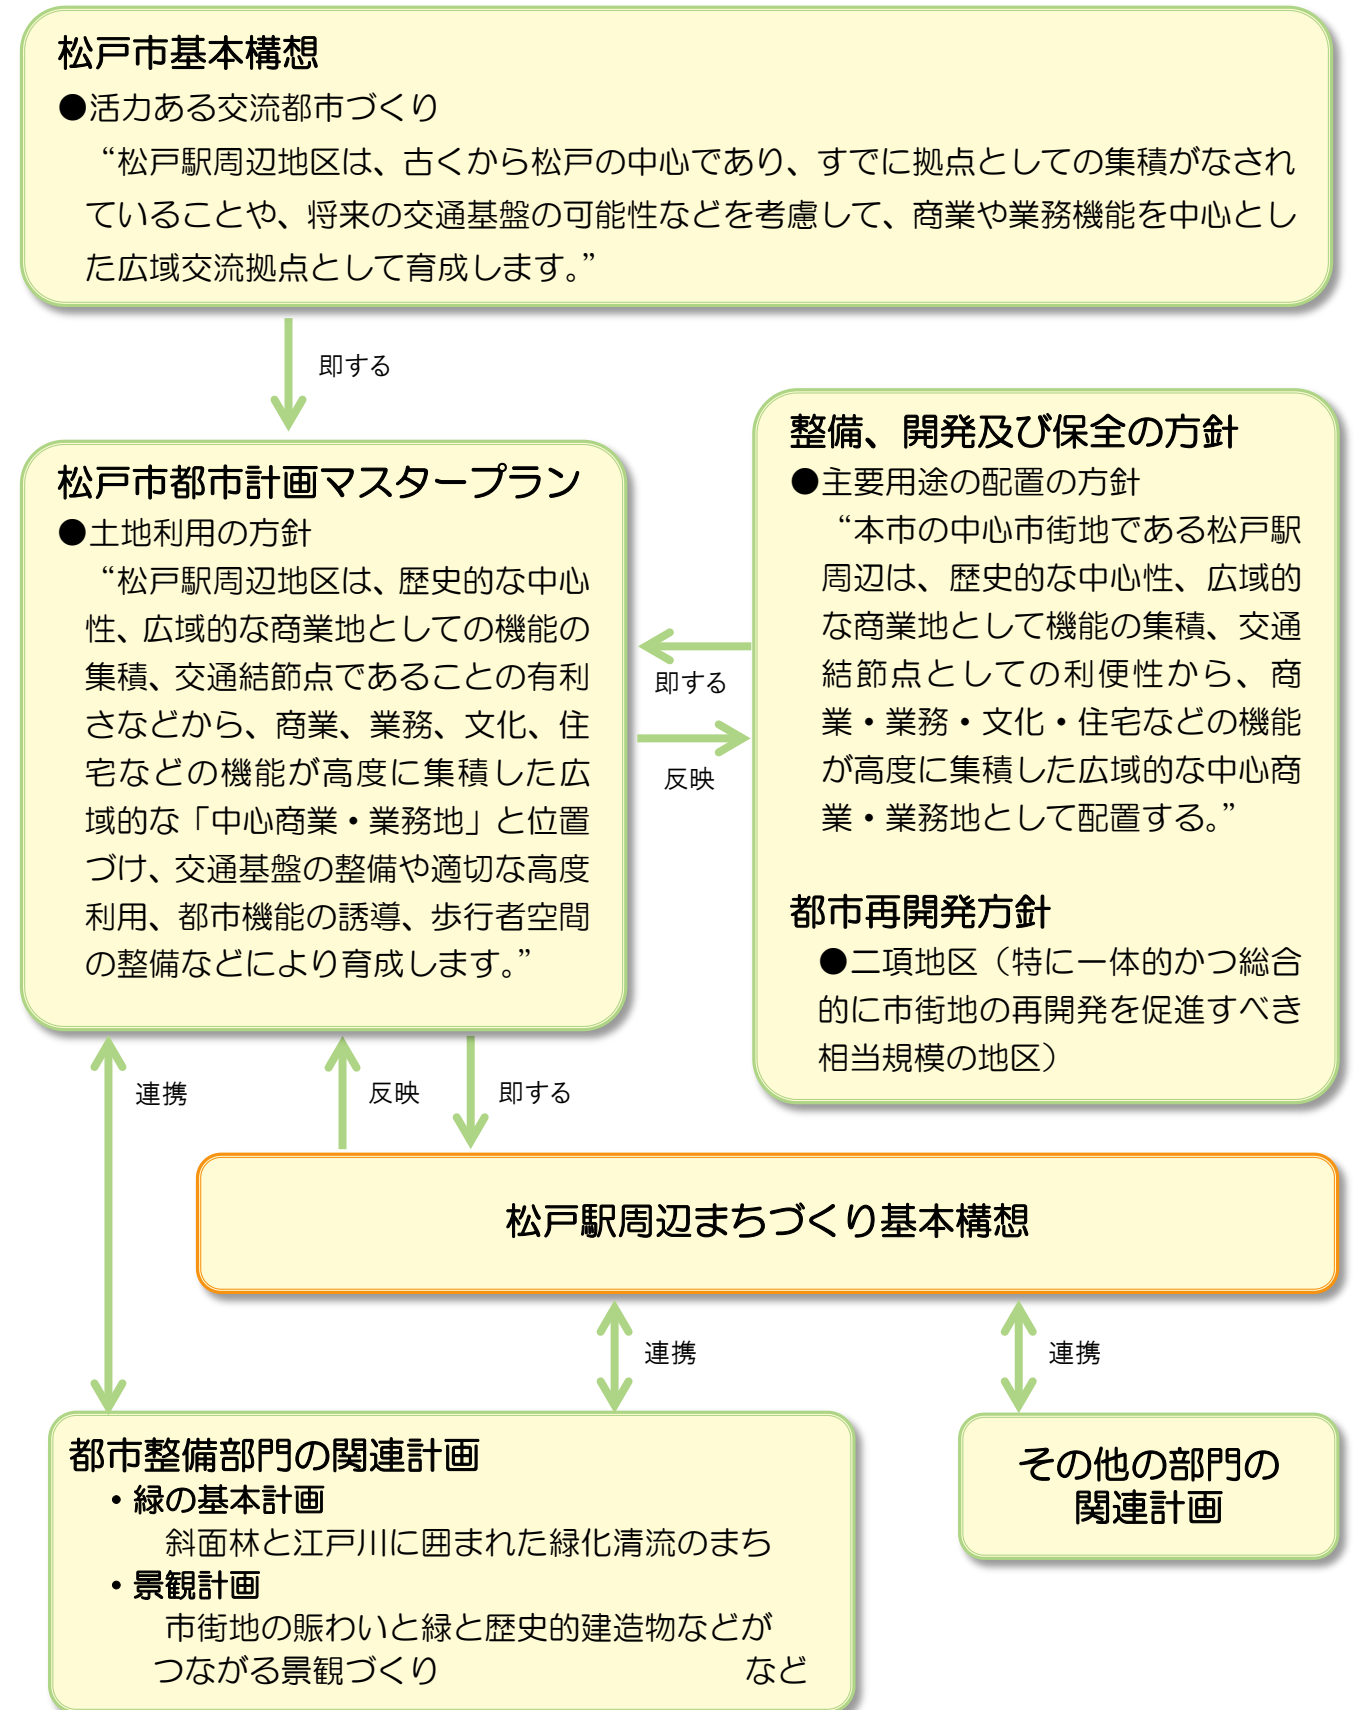 松戸市基本構想
●活力ある交流都市づくり
“松戸駅周辺地区は、古くから松戸の中心であり、すでに拠点としての集積がなされ
ていることや、将来の交通基盤の可能性などを考慮して、商業や業務機能を中心とし
た広域交流拠点として育成します。”
即する
松戸市都市計画マスタープラン
●土地利用の方針
“松戸駅周辺地区は、歴史的な中心
性、広域的な商業地としての機能の
集積、交通結節点であることの有利
さなどから、商業、業務、文化、住
宅などの機能が高度に集積した広
域的な「中心商業・業務地」と位置
づけ、交通基盤の整備や適切な高度
利用、都市機能の誘導、歩行者空間
の整備などにより育成します。”
即する
反映
整備、開発及び保全の方針
●主要用途の配置の方針
“本市の中心市街地である松戸駅
周辺は、歴史的な中心性、広域的
な商業地として機能の集積、交通
結節点としての利便性から、商
業・業務・文化・住宅などの機能
が高度に集積した広域的な中心商
業・業務地として配置する。”
都市再開発方針
●二項地区（特に一体的かつ総合
的に市街地の再開発を促進すべき
相当規模の地区）
連携
反映
即する
松戸駅周辺まちづくり基本構想
連携
連携
都市整備部門の関連計画
・緑の基本計画
斜面林と江戸川に囲まれた緑化清流のまち
・景観計画
市街地の賑わいと緑と歴史的建造物などが
つながる景観づくり　　　　　　　　　など
その他の部門の
関連計画